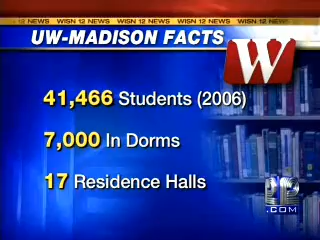 12 NEWS WISN 12 NEWS WISN 12 NEWS WISN 12 NEWS
UW-MADISON FACTS
W
41,466 Students (2006)
7,000 In Dorms
17 Residence Halls
12
.COM